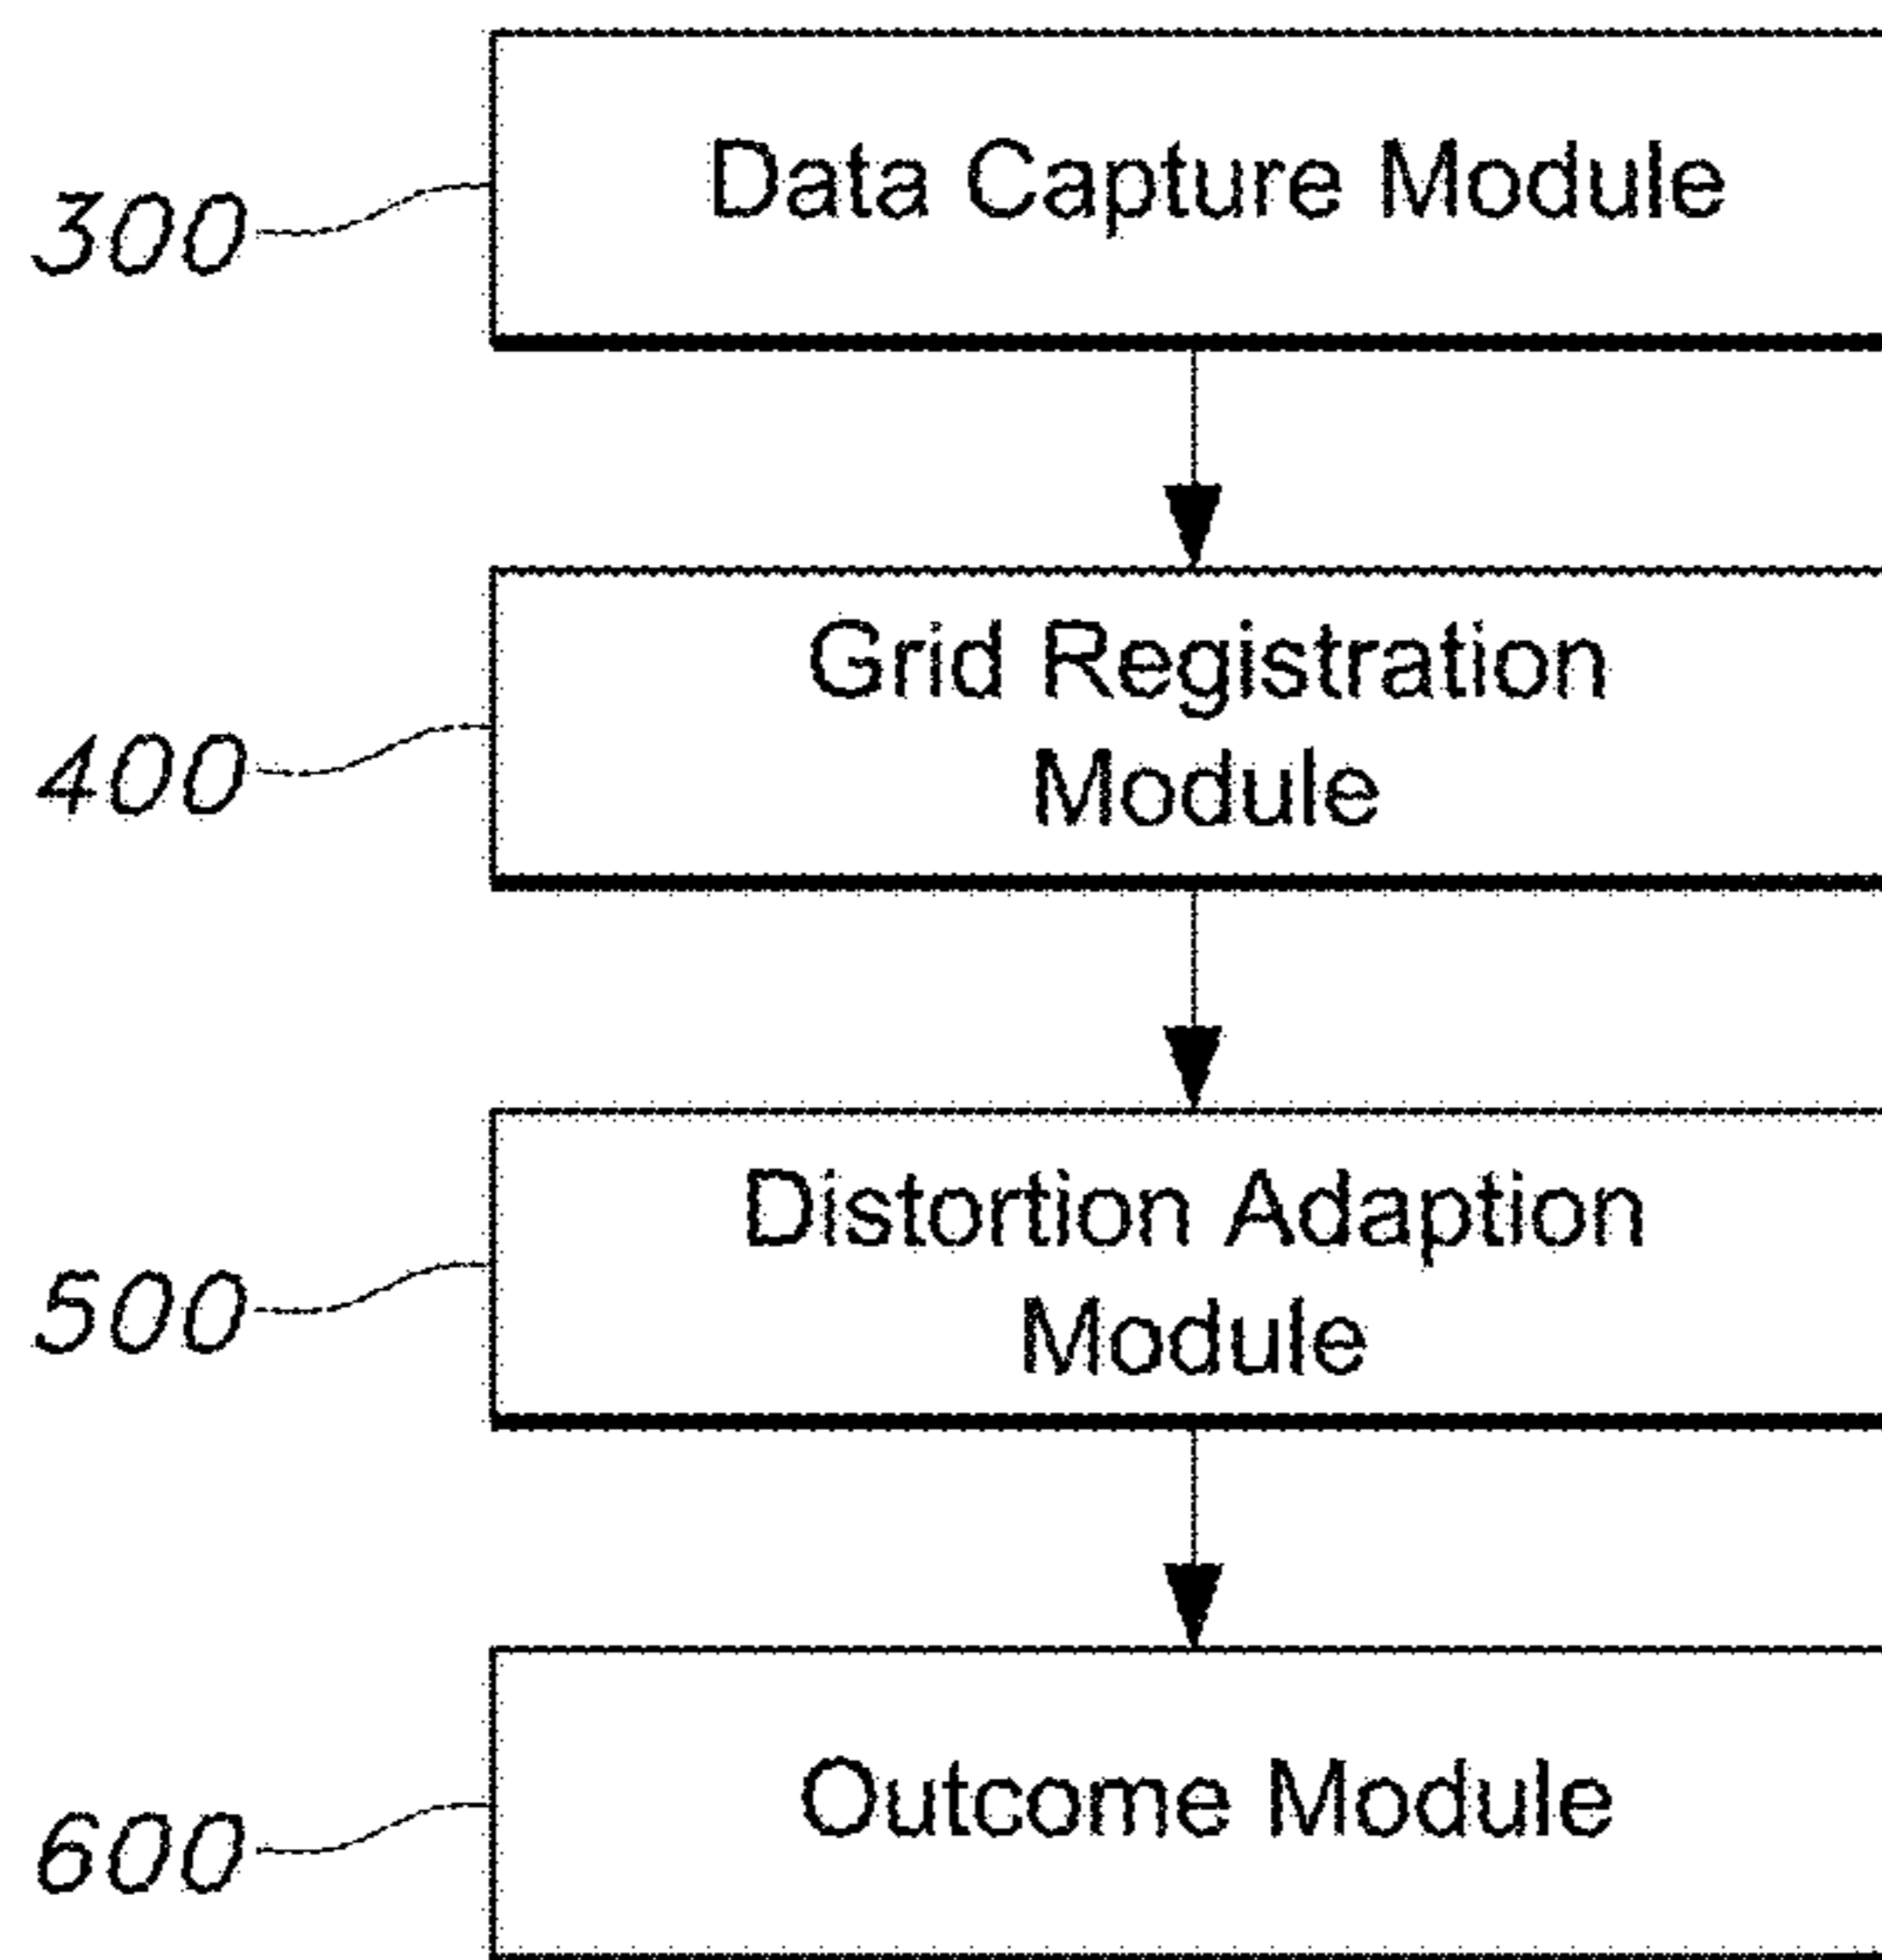 Data Capture Module
300
Grid Registration
Module
400
Distortion Adaption
Module
500
Outcome Module
600